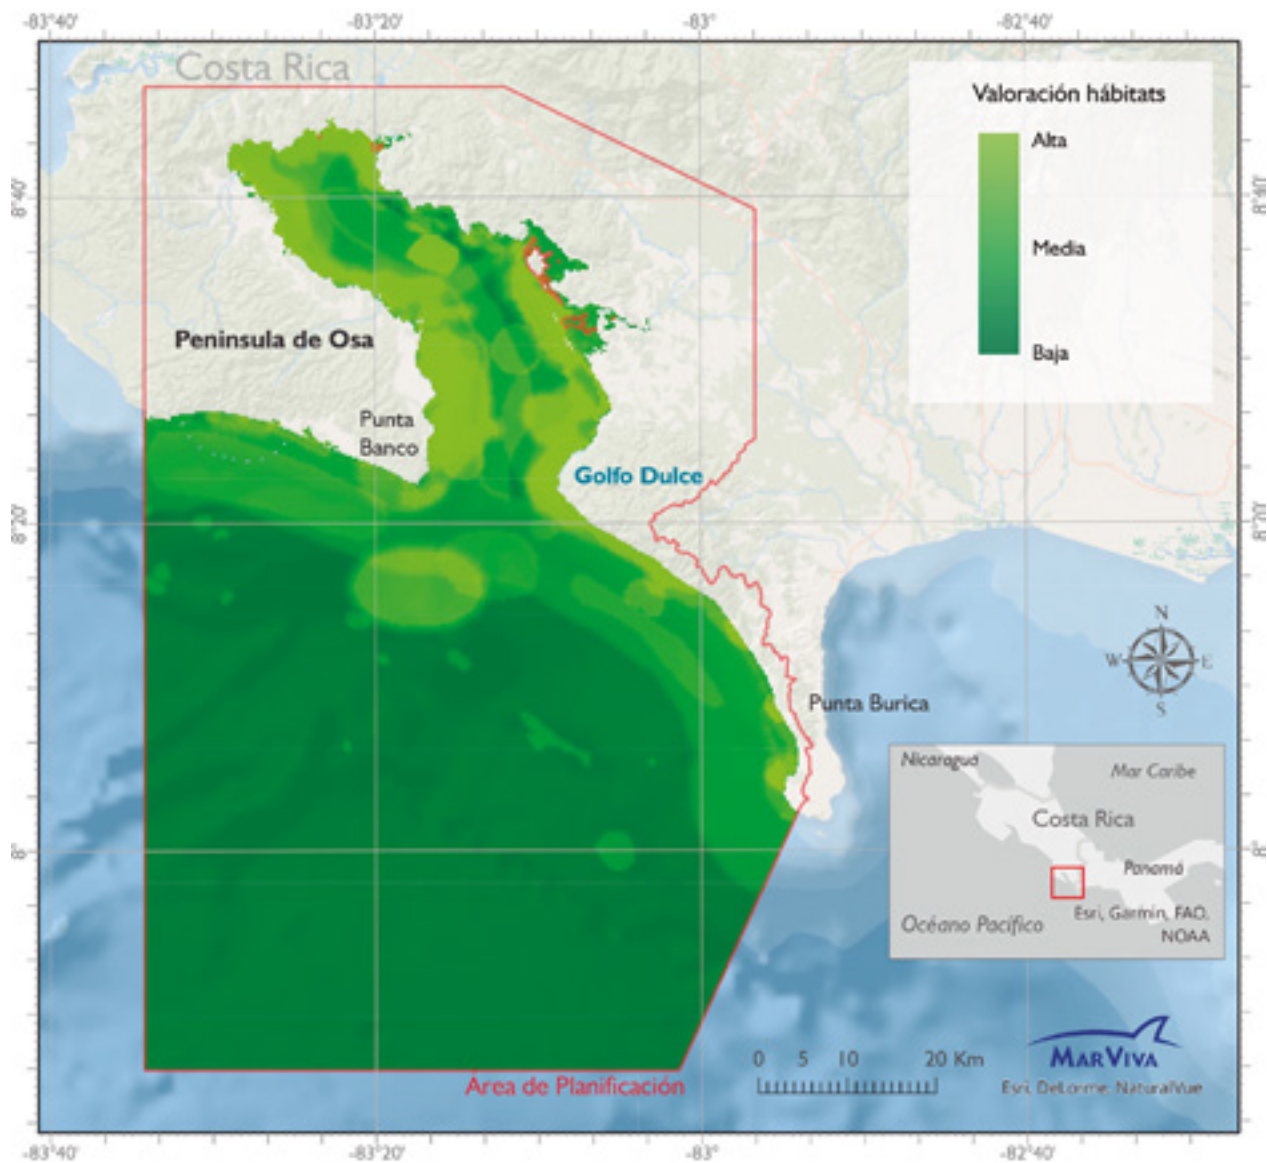 -83°40' -83°20' -83° -82°40'
Costa Rica
Valoración hábitats
Alta
8°40' 8°40'
Media
Peninsula de Osa
Baja
Punta
Banco
Golfo Dulce
8°20' 8°20'
N
W E
S
Punta Burica
Nicaragua
Mar Caribe
Costa Rica
8° 8°
Panamá
Océano Pacífico
Esri, Garmin, FAO,
NOAA
0 5 10 20 Km
MARVIVA
Área de Planificación
Esri, DeLorme, NaturalVue
-83°40' -83°20' -83° -82°40'